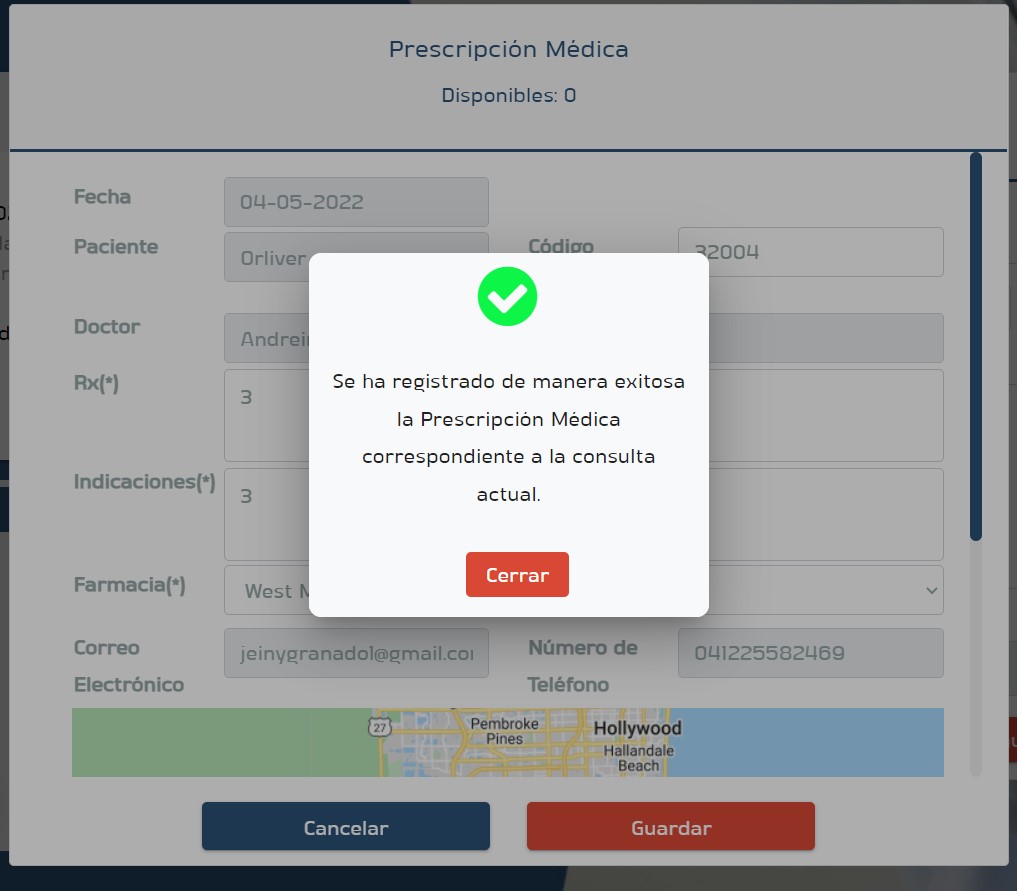 Prescripción Médica
Disponibles: 0
Fecha
04-05-2022
Paciente
Orliver
Código
32004
Doctor
Rx(*)
3
Se ha registrado de manera exitosa
la Prescripción Médica
correspondiente a la consulta
actual.
Cerrar
Indicaciones(*)
3
Farmacia(*)
West
Correo
Electrónico
jeinygranado1@gmail.co
Número de
Teléfono
041225582469
27
Pembroke
Pines
Hollywood
Hallandale
Beach
Cancelar
Guardar